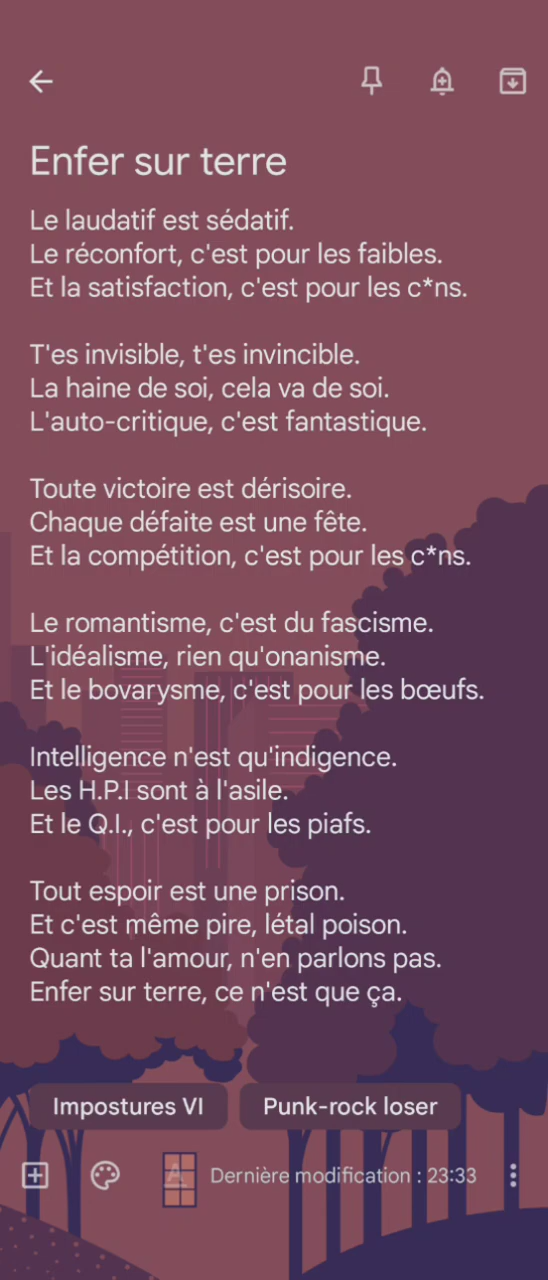 Enfer sur terre
Le laudatif est sédatif.
Le réconfort, c'est pour les faibles.
Et la satisfaction, c'est pour les c*ns.
T'es invisible, t'es invincible.
La haine de soi, cela va de soi.
L'auto-critique, c'est fantastique.
Toute victoire est dérisoire.
Chaque défaite est une fête.
Et la compétition, c'est pour les c*ns.
Le romantisme, c'est du fascisme.
L'idéalisme, rien qu'onanisme.
Et le bovarysme, c'est pour les bœufs.
Intelligence n'est qu'indigence.
Les H.P.I sont à l'asile.
Et le Q.I., c'est pour les piafs.
Tout espoir est une prison.
Et c'est même pire, létal poison.
Quant ta l'amour, n'en parlons pas.
Enfer sur terre, ce n'est que ça.
Impostures VI
Punk-rock loser
A
Dernière modification : 23:33